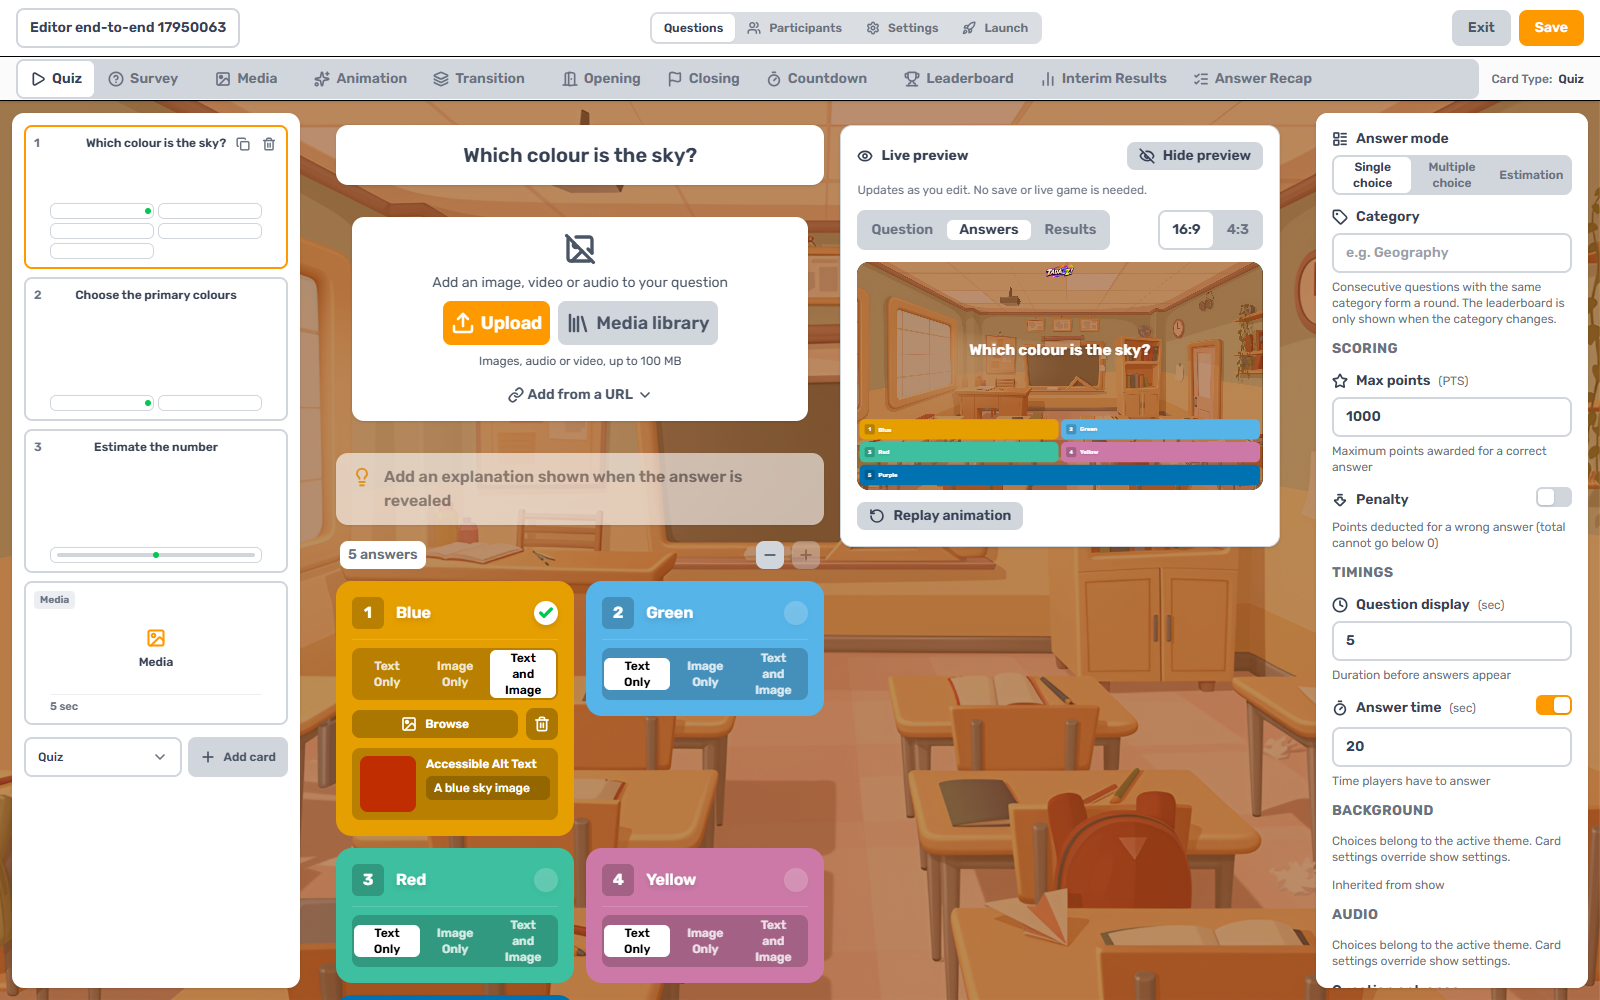 Editor end-to-end 17950063
Questions
Participants
Settings
Launch
Exit
Save
Quiz
Survey
Media
Animation
Transition
Opening
Closing
Countdown
Leaderboard
Interim Results
Answer Recap
Card Type: Quiz
1
Which colour is the sky?
2
Choose the primary colours
3
Estimate the number
Media
Media
5 sec
Quiz
Add card
Which colour is the sky?
Add an image, video or audio to your question
Upload
Media library
Images, audio or video, up to 100 MB
Add from a URL
Add an explanation shown when the answer is
revealed
5 answers
1
Blue
Text
Only
Image
Only
Text
and
Image
Browse
Accessible Alt Text
A blue sky image
2
Green
Text
Only
Image
Only
Text
and
Image
3
Red
Text
Only
Image
Only
Text
and
Image
4
Yellow
Text
Only
Image
Only
Text
and
Image
Live preview
Hide preview
Updates as you edit. No save or live game is needed.
Question
Answers
Results
16:9
4:3
Which colour is the sky?
1 Blue
2 Green
3 Red
4 Yellow
5 Purple
Replay animation
Answer mode
Single
choice
Multiple
choice
Estimation
Category
e.g. Geography
Consecutive questions with the same
category form a round. The leaderboard is
only shown when the category changes.
SCORING
Max points (PTS)
1000
Maximum points awarded for a correct
answer
Penalty
Points deducted for a wrong answer (total
cannot go below 0)
TIMINGS
Question display (sec)
5
Duration before answers appear
Answer time (sec)
20
Time players have to answer
BACKGROUND
Choices belong to the active theme. Card
settings override show settings.
Inherited from show
AUDIO
Choices belong to the active theme. Card
settings override show settings.